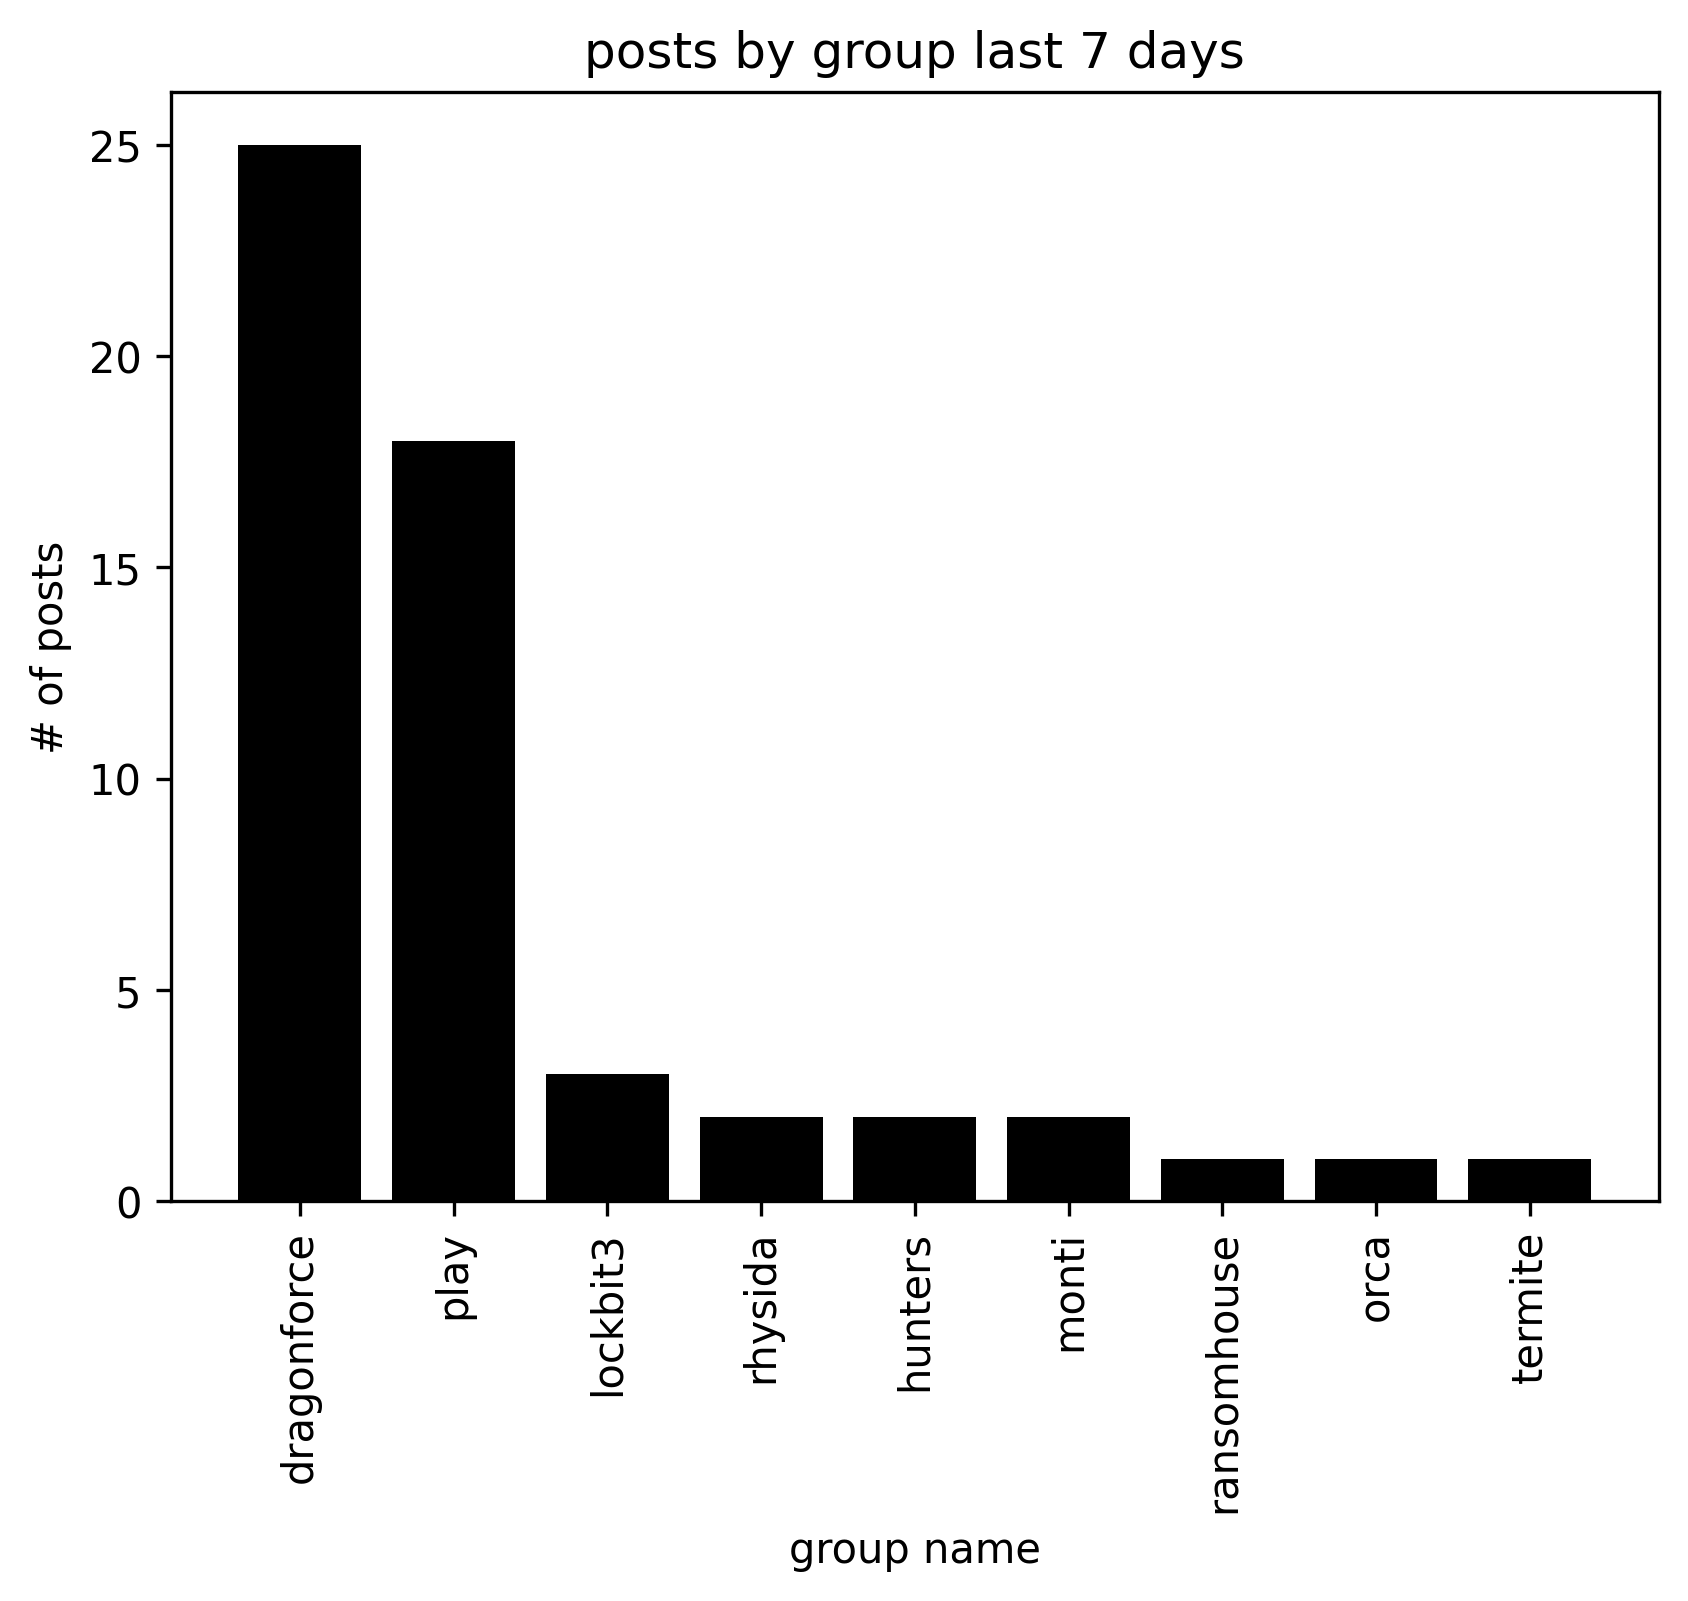 posts by group last 7 days
# of posts
25
20
15
10
5
0
dragonforce
play
lockbit3
rhysida
hunters
monti
ransomhouse
orca
termite
group name